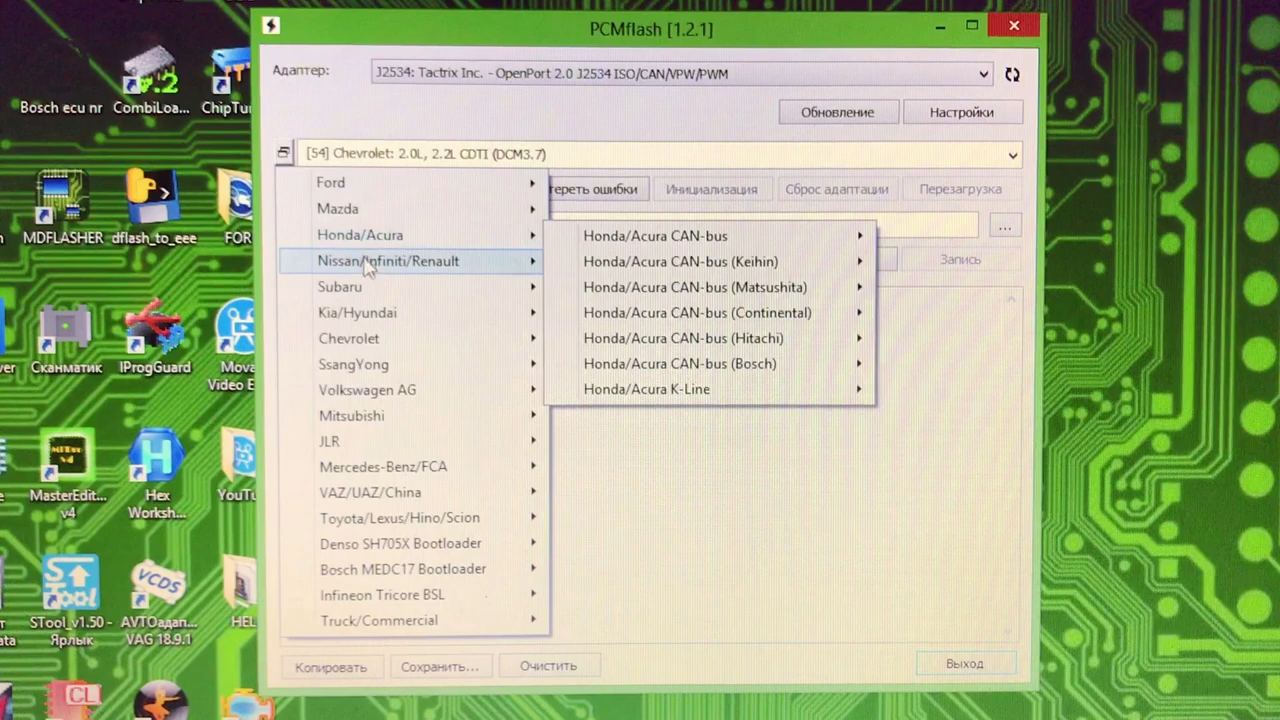 PCMflash [1.2.1]
Адаптер:
J2534: Tactrix Inc. - OpenPort 2.0 J2534 ISO/CAN/VPW/PWM
Обновление
Настройки
[54] Chevrolet: 2.0L, 2.2L CDTI (DCM3.7)
тереть ошибки
Инициализация
Сброс адаптации
Перезагрузка
...
Запись
Ford
Mazda
Honda/Acura
Nissan/Infiniti/Renault
Subaru
Kia/Hyundai
Chevrolet
SsangYong
Volkswagen AG
Mitsubishi
JLR
Mercedes-Benz/FCA
VAZ/UAZ/China
Toyota/Lexus/Hino/Scion
Denso SH705X Bootloader
Bosch MEDC17 Bootloader
Infineon Tricore BSL
Truck/Commercial
Honda/Acura CAN-bus
Honda/Acura CAN-bus (Keihin)
Honda/Acura CAN-bus (Matsushita)
Honda/Acura CAN-bus (Continental)
Honda/Acura CAN-bus (Hitachi)
Honda/Acura CAN-bus (Bosch)
Honda/Acura K-Line
Копировать
Сохранить...
Очистить
Выход
Bosch ecu nr
CombiLoa...
ChipTu
MDFLASHER
dflash_to_eee
FOR
Сканматик
IProgGuard
Mova
Video E
MasterEdit...
v4
Hex
Worksh...
YouTu
STool_v1.50 -
Ярлык
AVTOадап...
VAG 18.9.1
VCDS
HEL
CL